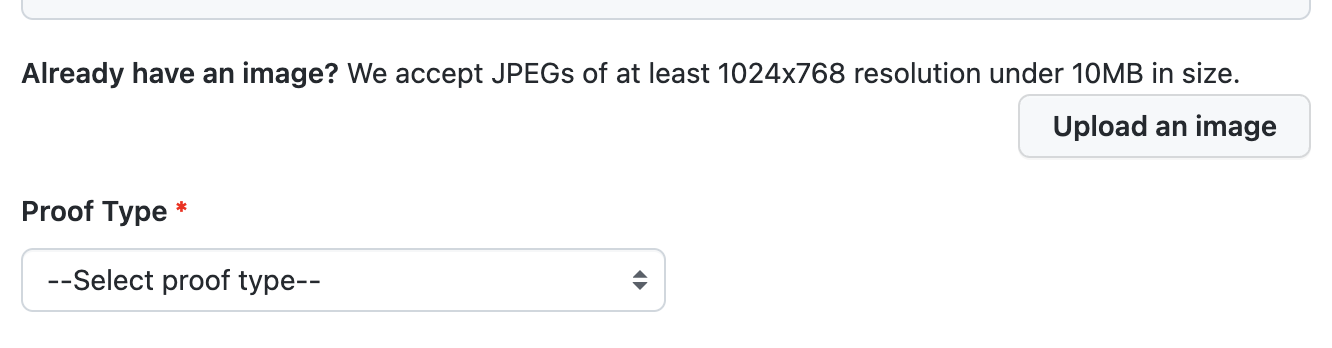 Already have an image? We accept JPEGs of at least 1024x768 resolution under 10MB in size.
Upload an image
Proof Type *
--Select proof type--